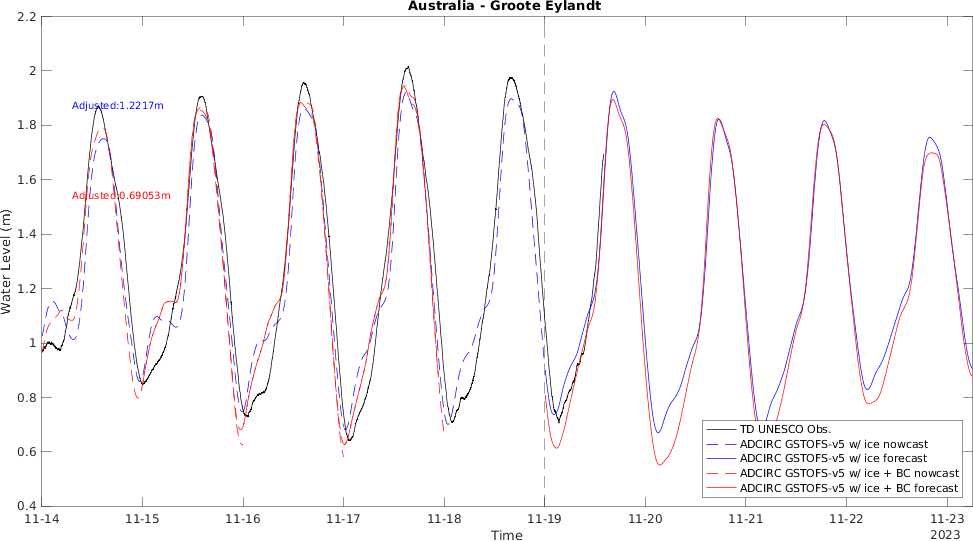 Australia - Groote Eylandt
2.2
2
1.8
1.6
1.4
1.2
1
0.8
0.6
0.4
Water Level (m)
Adjusted:1.2217m
Adjusted:0.69053m
TD UNESCO Obs.
ADCIRC GSTOFS-v5 w/ ice nowcast
ADCIRC GSTOFS-v5 w/ ice forecast
ADCIRC GSTOFS-v5 w/ ice + BC nowcast
ADCIRC GSTOFS-v5 w/ ice + BC forecast
11-14 11-15 11-16 11-17 11-18 11-19 11-20 11-21 11-22 11-23
2023
Time